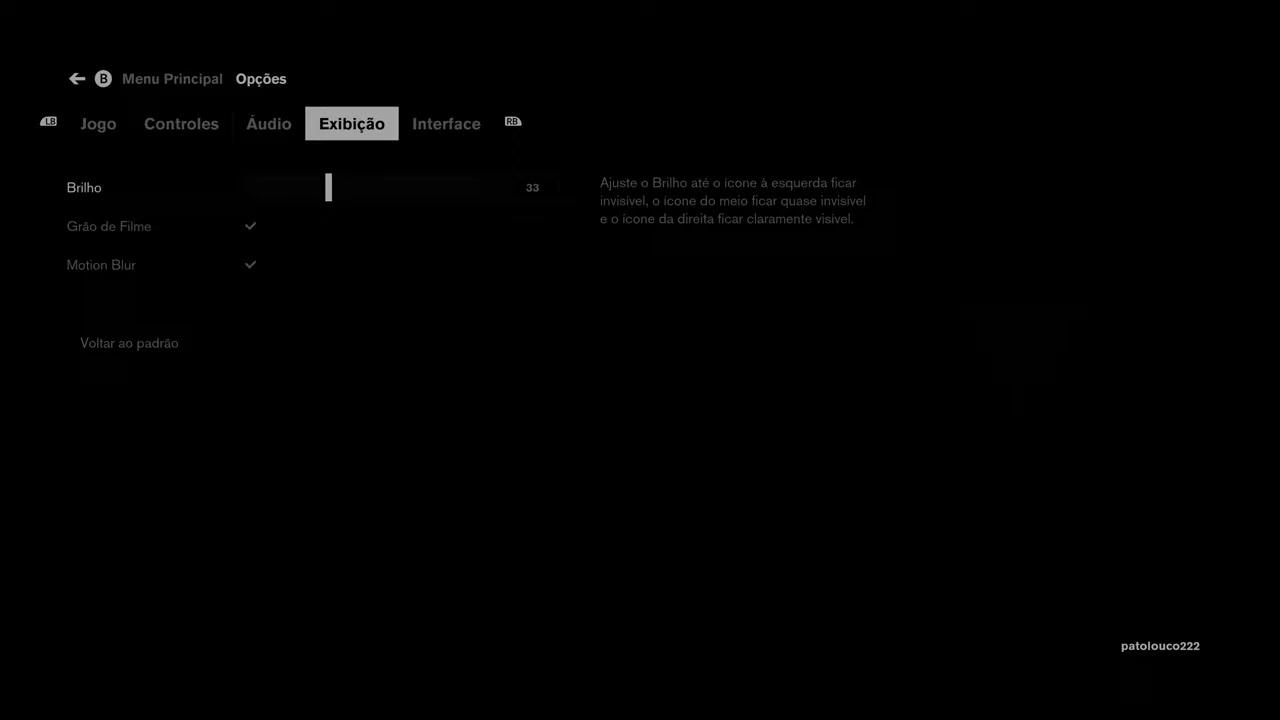 B Menu Principal Opções
LB Jogo Controles Áudio Exibição Interface RB
Brilho 33
Grão de Filme
Motion Blur
Voltar ao padrão
Ajuste o Brilho até o ícone à esquerda ficar
invisível, o ícone do meio ficar quase invisível
e o ícone da direita ficar claramente visível.
patolouco222